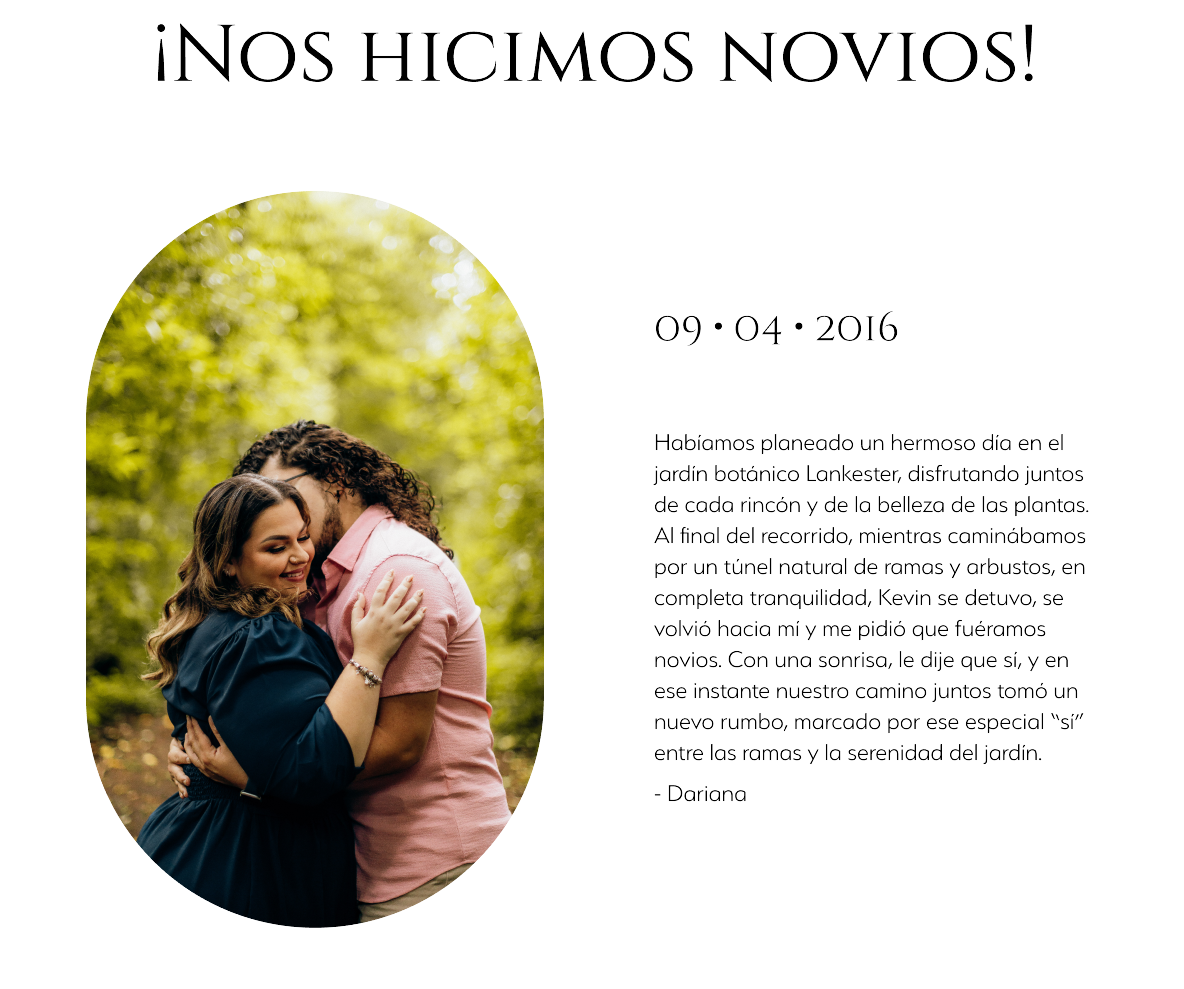 ¡Nos hicimos novios!
09 • 04 • 2016
Habíamos planeado un hermoso día en el
jardín botánico Lankester, disfrutando juntos
de cada rincón y de la belleza de las plantas.
Al final del recorrido, mientras caminábamos
por un túnel natural de ramas y arbustos, en
completa tranquilidad, Kevin se detuvo, se
volvió hacia mí y me pidió que fuéramos
novios. Con una sonrisa, le dije que sí, y en
ese instante nuestro camino juntos tomó un
nuevo rumbo, marcado por ese especial “sí”
entre las ramas y la serenidad del jardín.
- Dariana